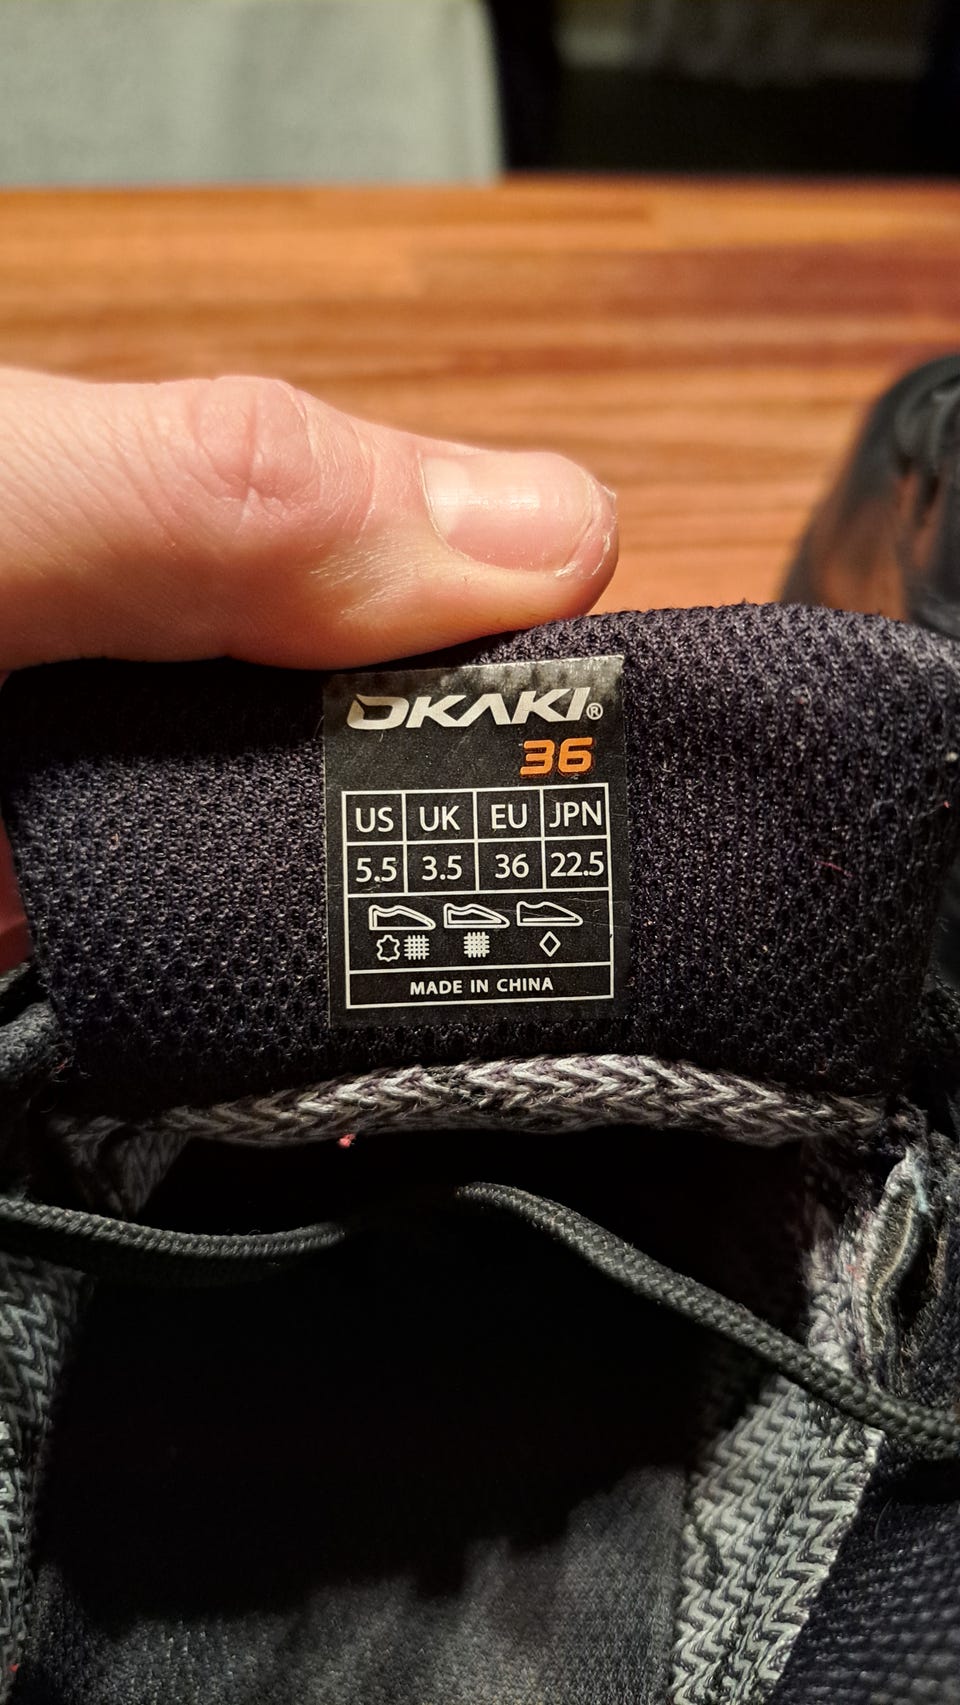 OKAKI®
36
US UK EU JPN
5.5 3.5 36 22.5
MADE IN CHINA